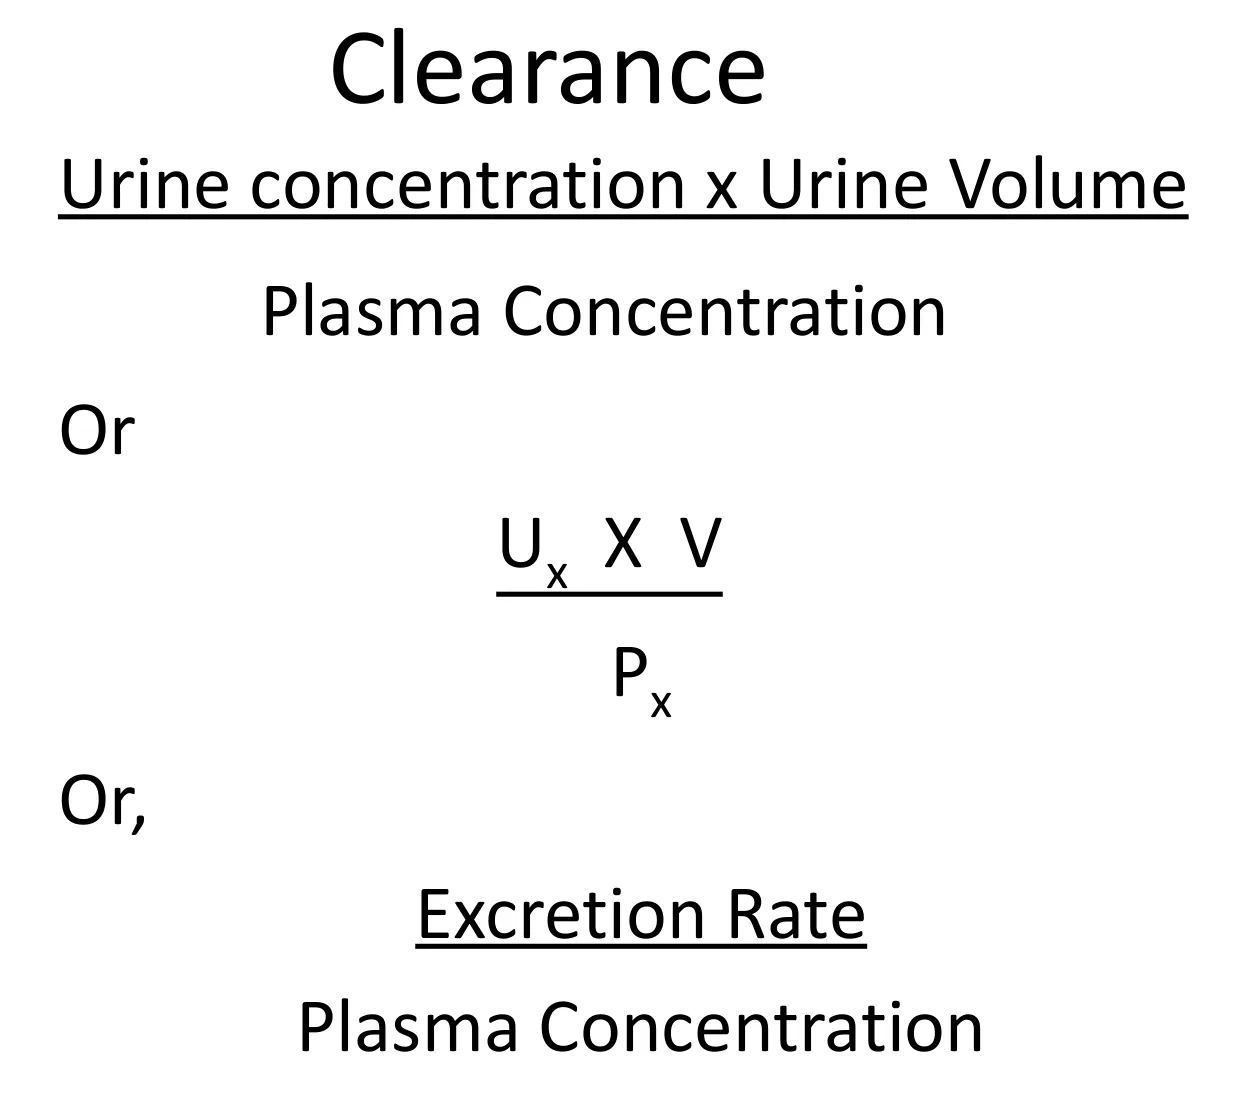 Clearance
Urine concentration x Urine Volume
Plasma Concentration
Or
Uₓ X V
Pₓ
Or,
Excretion Rate
Plasma Concentration